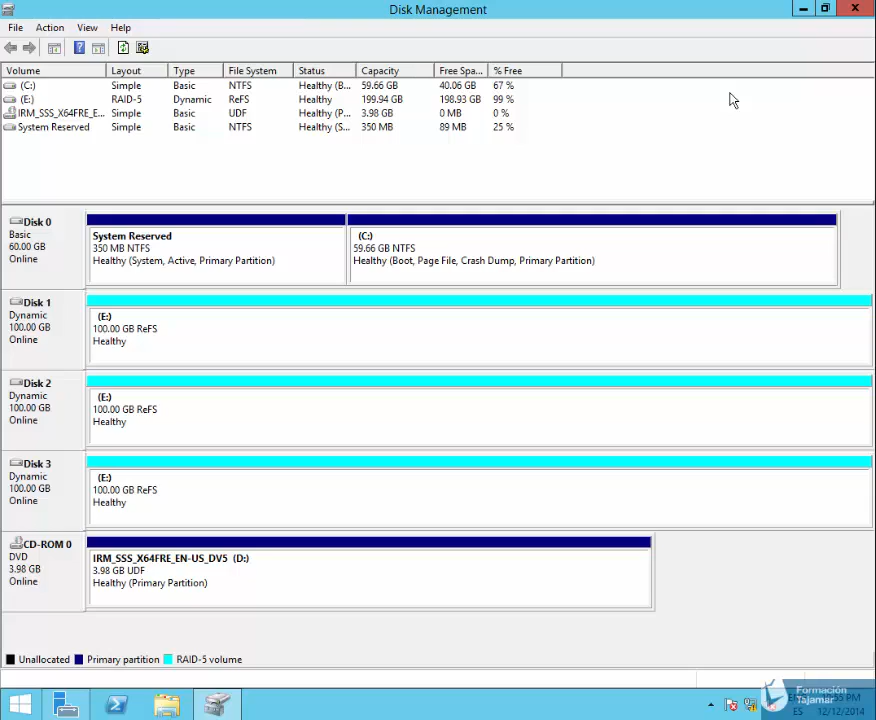 Disk Management
File Action View Help
Volume Layout Type File System Status Capacity Free Spa... % Free
(C:) Simple Basic NTFS Healthy (B... 59.66 GB 40.06 GB 67 %
(E:) RAID-5 Dynamic ReFS Healthy 199.94 GB 198.93 GB 99 %
IRM_SSS_X64FRE_E... Simple Basic UDF Healthy (P... 3.98 GB 0 MB 0 %
System Reserved Simple Basic NTFS Healthy (S... 350 MB 89 MB 25 %
Disk 0
Basic
60.00 GB
Online
System Reserved
350 MB NTFS
Healthy (System, Active, Primary Partition)
(C:)
59.66 GB NTFS
Healthy (Boot, Page File, Crash Dump, Primary Partition)
Disk 1
Dynamic
100.00 GB
Online
(E:)
100.00 GB ReFS
Healthy
Disk 2
Dynamic
100.00 GB
Online
(E:)
100.00 GB ReFS
Healthy
Disk 3
Dynamic
100.00 GB
Online
(E:)
100.00 GB ReFS
Healthy
CD-ROM 0
DVD
3.98 GB
Online
IRM_SSS_X64FRE_EN-US_DV5 (D:)
3.98 GB UDF
Healthy (Primary Partition)
Unallocated Primary partition RAID-5 volume
Formación
Tajamar
ES 12/12/2014